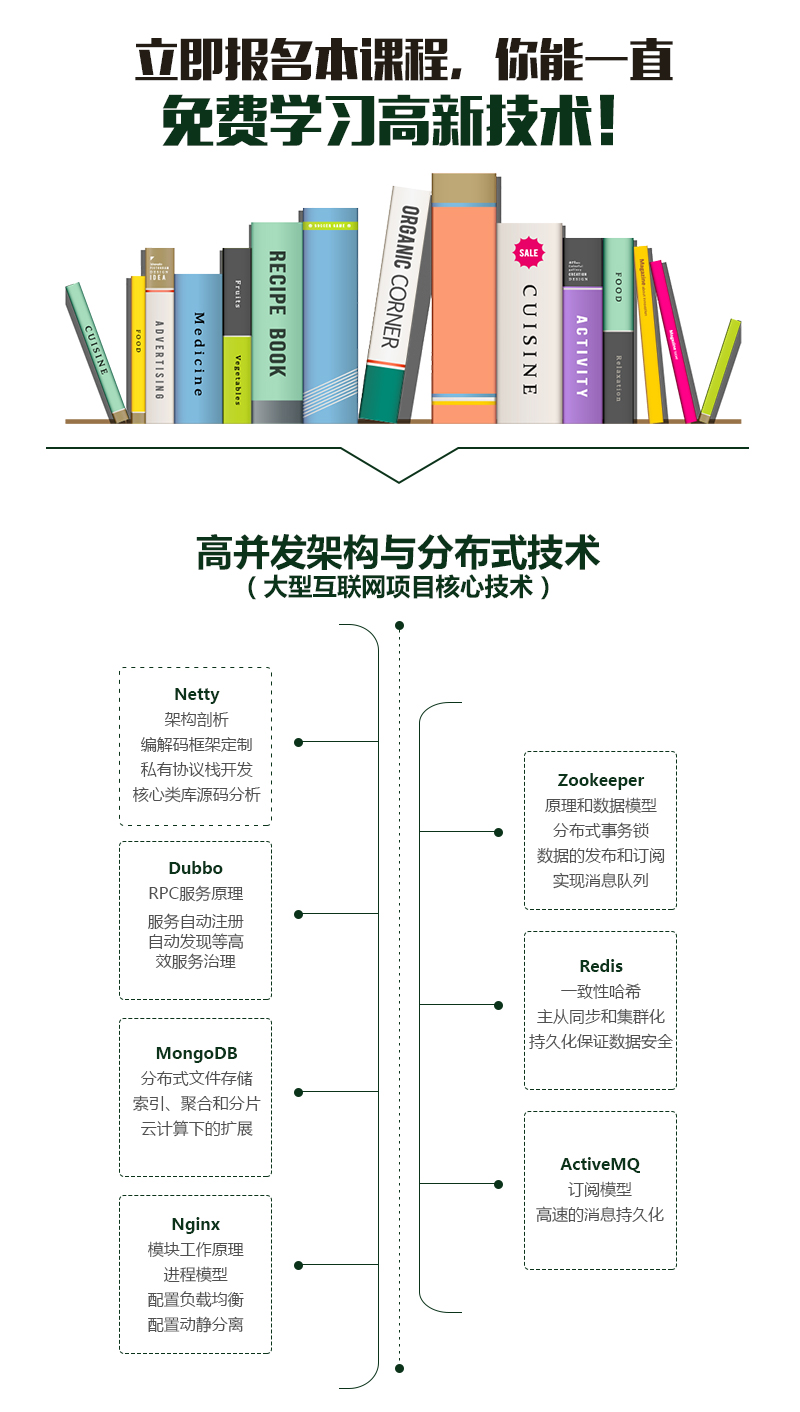 立即报名本课程，你能一直
免费学习高新技术！
CUISINE
FOOD
DESIGN
IDEA
ADVERTISING
Medicine
Fruits
Vegetables
RECIPE BOOK
ORGANIC CORNER
SALE
CUISINE
CREATIVE
DESIGN
ACTIVITY
FOOD
Relaxation
Magazine
Magazine
高并发架构与分布式技术
（大型互联网项目核心技术）
Netty
架构剖析
编解码框架定制
私有协议栈开发
核心类库源码分析
Dubbo
RPC服务原理
服务自动注册
自动发现等高
效服务治理
MongoDB
分布式文件存储
索引、聚合和分片
云计算下的扩展
Nginx
模块工作原理
进程模型
配置负载均衡
配置动静分离
Zookeeper
原理和数据模型
分布式事务锁
数据的发布和订阅
实现消息队列
Redis
一致性哈希
主从同步和集群化
持久化保证数据安全
ActiveMQ
订阅模型
高速的消息持久化